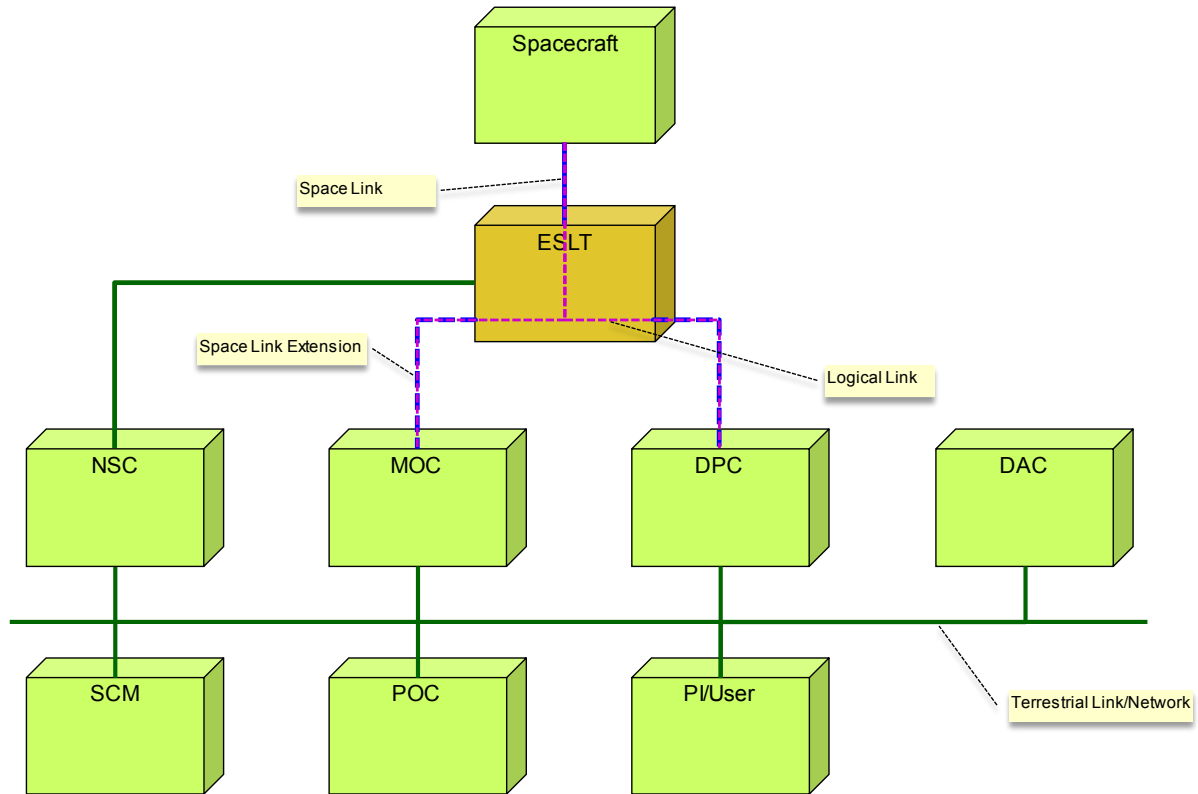 Spacecraft
Space Link
ESLT
Space Link Extension
Logical Link
NSC
MOC
DPC
DAC
SCM
POC
PI/User
Terrestrial Link/Network